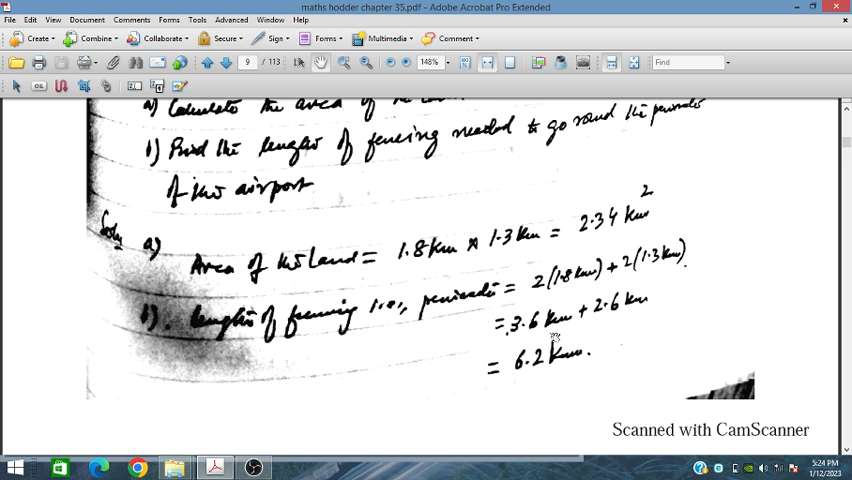 maths hodder chapter 35.pdf - Adobe Acrobat Pro Extended
File Edit View Document Comments Forms Tools Advanced Window Help
Create Combine Collaborate Secure Sign Forms Multimedia Comment
9 / 113 148% Find
a) Calculate the area of
b) Find the length of fencing needed to go round the perimeter
of the airport
Soln
a) Area of the Land = 1.8 km × 1.3 km = 2.34 km²
b). length of fencing i.e., perimeter = 2(1.8km) + 2(1.3km).
= 3.6 km + 2.6 km
= 6.2 km.
Scanned with CamScanner
5:24 PM
1/12/2023